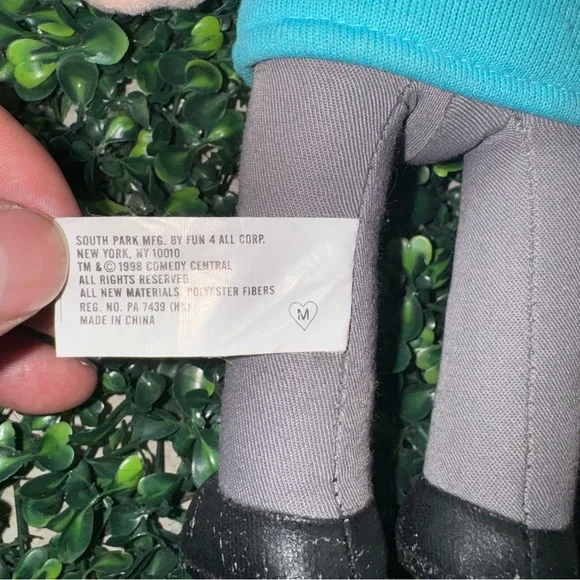 SOUTH PARK MFG. BY FUN 4 ALL CORP.
NEW YORK, NY 10010
TM & © 1998 COMEDY CENTRAL
ALL RIGHTS RESERVED
ALL NEW MATERIALS POLYESTER FIBERS
REG. NO. PA 7439 (HK)
MADE IN CHINA
M